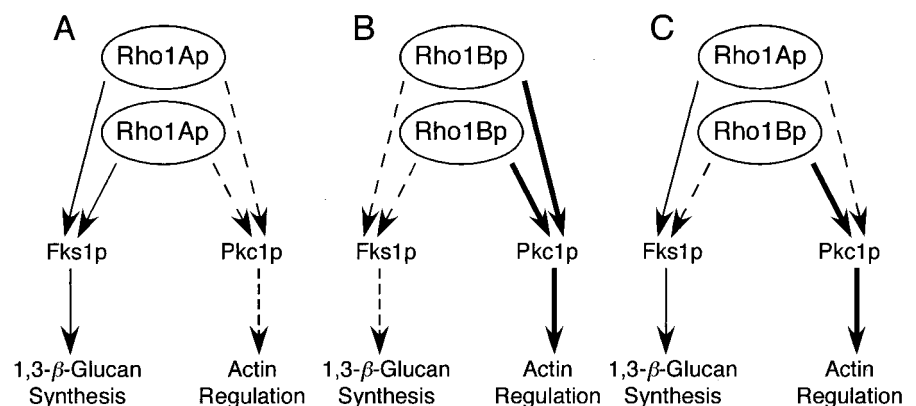 A
Rho1Ap
Rho1Ap
Fks1p
Pkc1p
1,3-β-Glucan
Synthesis
Actin
Regulation
B
Rho1Bp
Rho1Bp
Fks1p
Pkc1p
1,3-β-Glucan
Synthesis
Actin
Regulation
C
Rho1Ap
Rho1Bp
Fks1p
Pkc1p
1,3-β-Glucan
Synthesis
Actin
Regulation